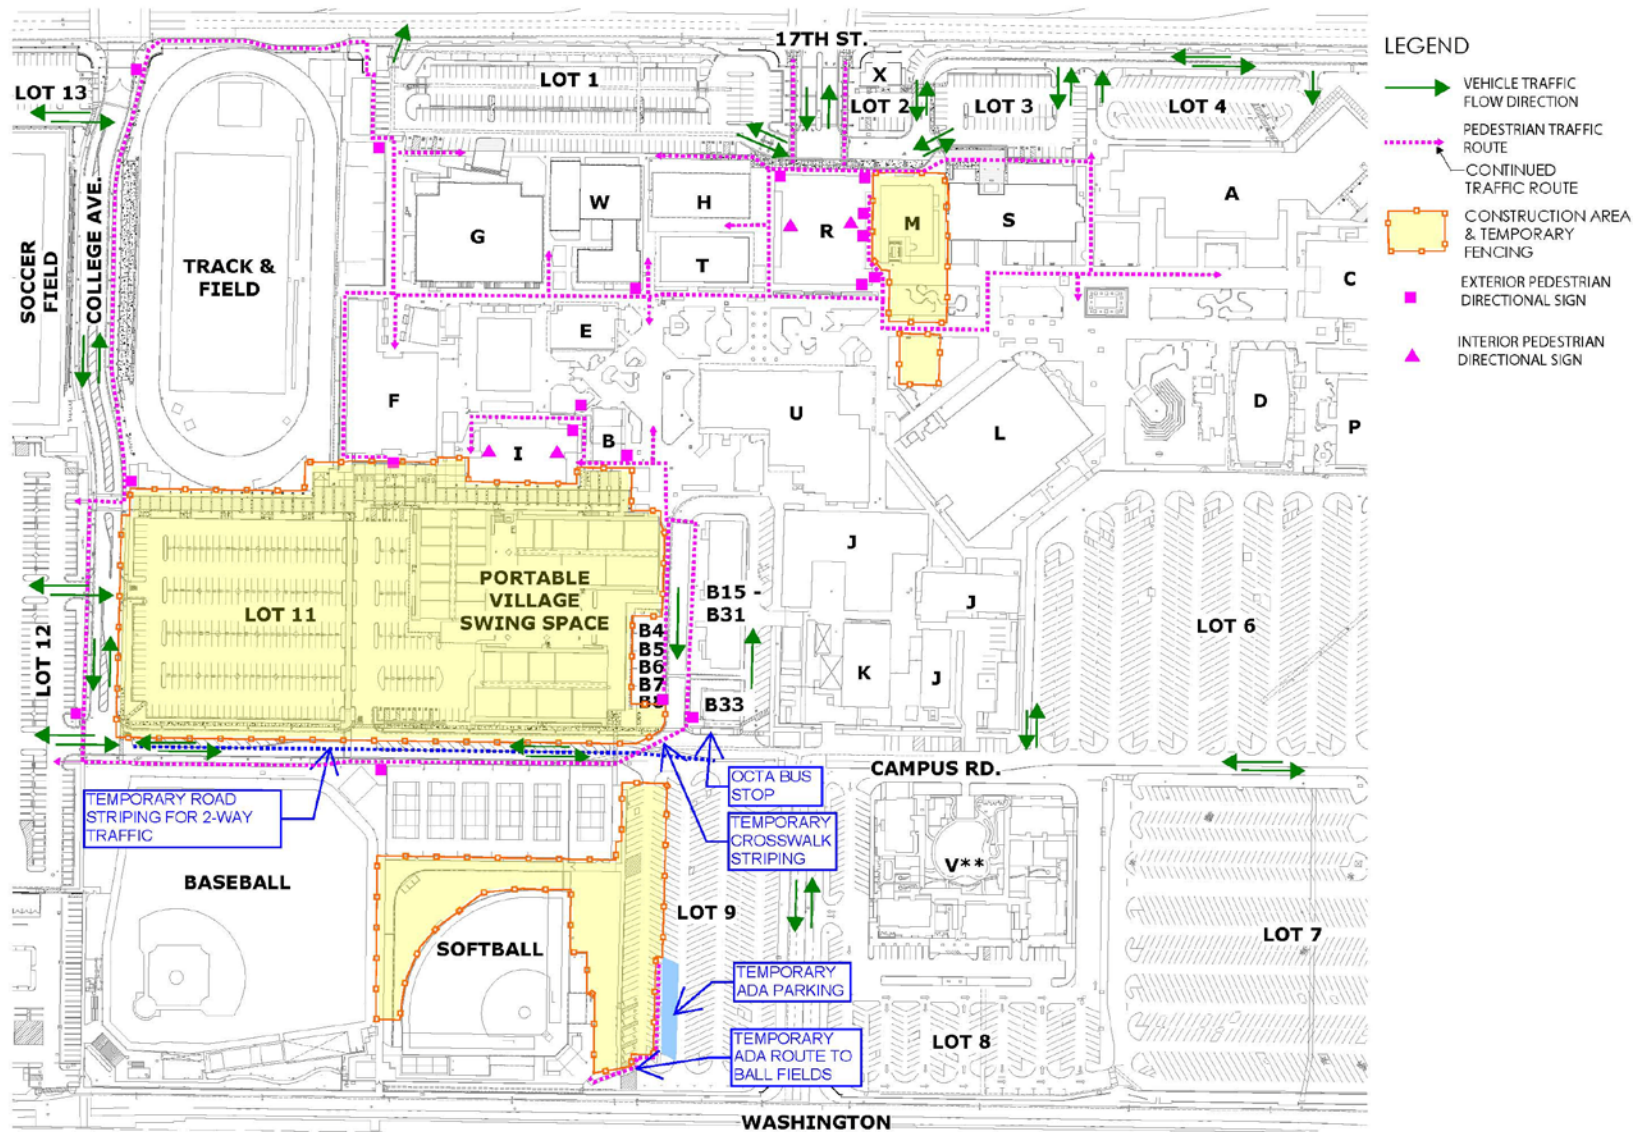 17TH ST.
LEGEND
VEHICLE TRAFFIC
FLOW DIRECTION
PEDESTRIAN TRAFFIC
ROUTE
CONTINUED
TRAFFIC ROUTE
CONSTRUCTION AREA
& TEMPORARY
FENCING
EXTERIOR PEDESTRIAN
DIRECTIONAL SIGN
INTERIOR PEDESTRIAN
DIRECTIONAL SIGN
LOT 13
LOT 1
X
LOT 2
LOT 3
LOT 4
SOCCER
FIELD
COLLEGE AVE.
TRACK &
FIELD
G
W
H
T
R
M
S
A
C
E
F
I
B
U
L
D
P
LOT 12
LOT 11
PORTABLE
VILLAGE
SWING SPACE
B4
B5
B6
B7
B15 -
B31
B33
J
J
K
J
LOT 6
CAMPUS RD.
TEMPORARY ROAD
STRIPING FOR 2-WAY
TRAFFIC
OCTA BUS
STOP
TEMPORARY
CROSSWALK
STRIPING
BASEBALL
SOFTBALL
LOT 9
V**
LOT 7
TEMPORARY
ADA PARKING
TEMPORARY
ADA ROUTE TO
BALL FIELDS
LOT 8
WASHINGTON